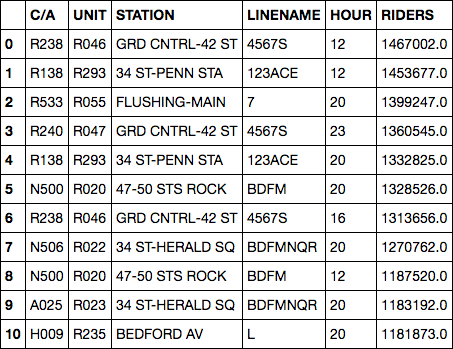 C/A UNIT STATION LINENAME HOUR RIDERS
0 R238 R046 GRD CNTRL-42 ST 4567S 12 1467002.0
1 R138 R293 34 ST-PENN STA 123ACE 12 1453677.0
2 R533 R055 FLUSHING-MAIN 7 20 1399247.0
3 R240 R047 GRD CNTRL-42 ST 4567S 23 1360545.0
4 R138 R293 34 ST-PENN STA 123ACE 20 1332825.0
5 N500 R020 47-50 STS ROCK BDFM 20 1328526.0
6 R238 R046 GRD CNTRL-42 ST 4567S 16 1313656.0
7 N506 R022 34 ST-HERALD SQ BDFMNQR 20 1270762.0
8 N500 R020 47-50 STS ROCK BDFM 12 1187520.0
9 A025 R023 34 ST-HERALD SQ BDFMNQR 20 1183192.0
10 H009 R235 BEDFORD AV L 20 1181873.0